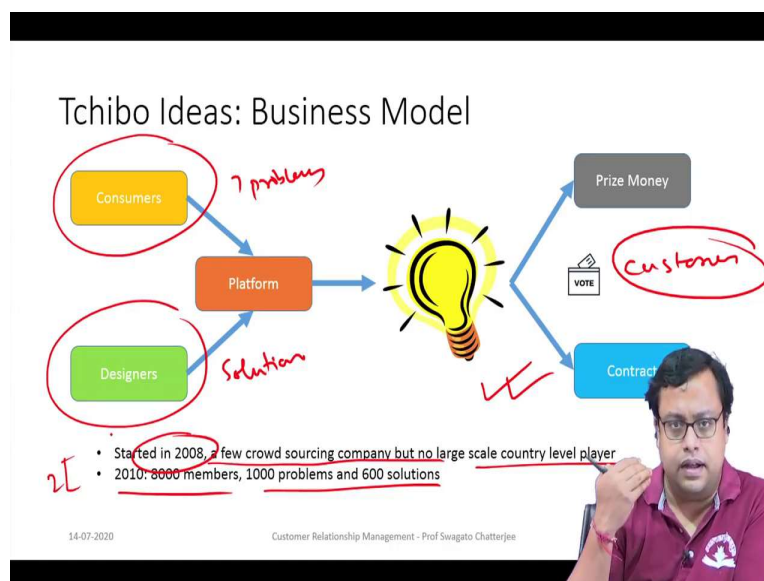 Tchibo Ideas: Business Model
Consumers
7 problems
Prize Money
Platform
VOTE
Customer
Designers
Solution
Contract
• Started in 2008, a few crowd sourcing company but no large scale country level player
2[
• 2010: 8000 members, 1000 problems and 600 solutions
14-07-2020
Customer Relationship Management - Prof Swagato Chatterjee